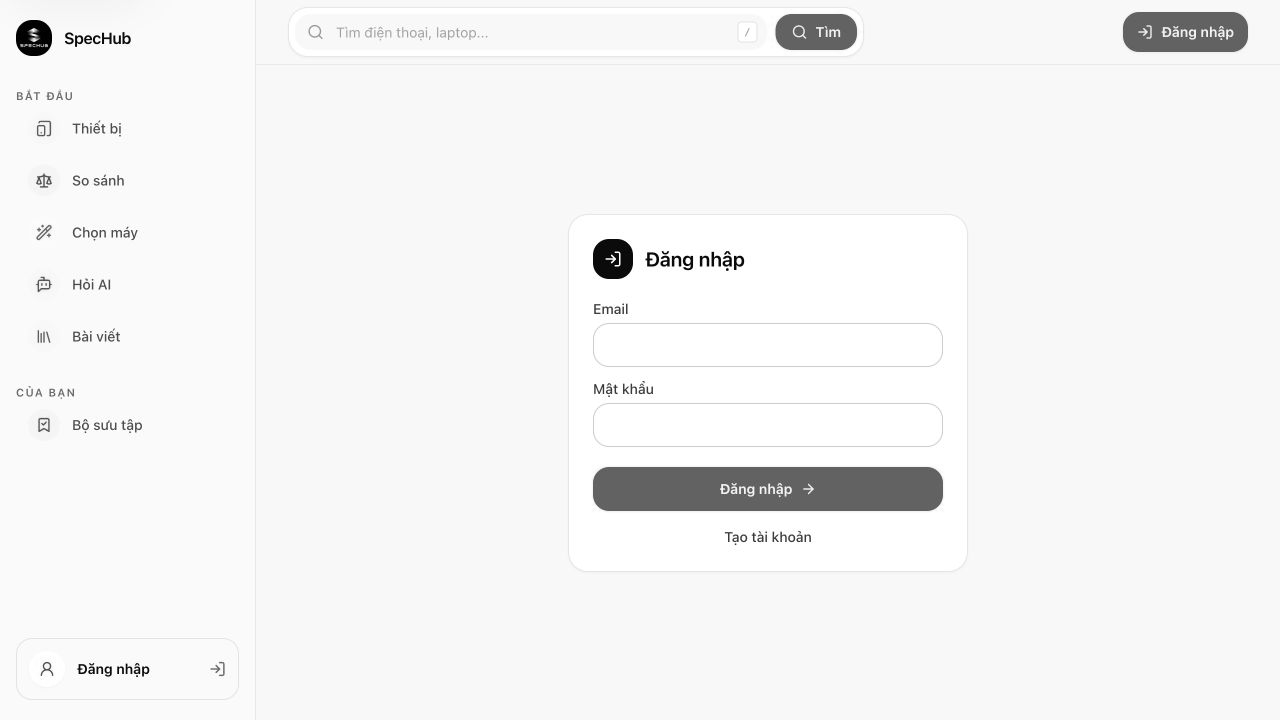 SPECHUB
SpecHub
BẮT ĐẦU
Thiết bị
So sánh
Chọn máy
Hỏi AI
Bài viết
CỦA BẠN
Bộ sưu tập
Đăng nhập
Tìm điện thoại, laptop...
/
Tìm
Đăng nhập
Đăng nhập
Email
Mật khẩu
Đăng nhập
Tạo tài khoản